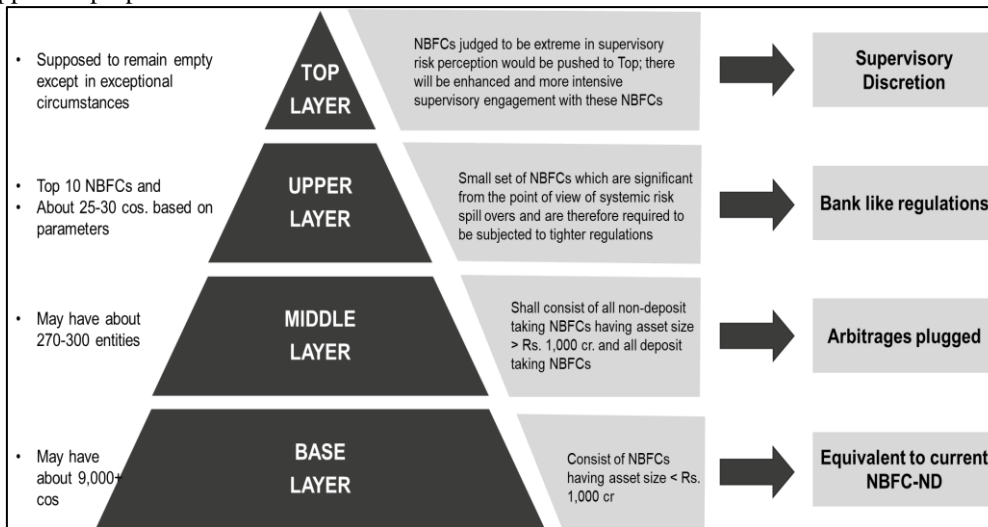 • Supposed to remain empty
except in exceptional
circumstances
TOP
LAYER
NBFCs judged to be extreme in supervisory
risk perception would be pushed to Top; there
will be enhanced and more intensive
supervisory engagement with these NBFCs
Supervisory
Discretion
• Top 10 NBFCs and
• About 25-30 cos. based on
parameters
UPPER
LAYER
Small set of NBFCs which are significant
from the point of view of systemic risk
spill overs and are therefore required to
be subjected to tighter regulations
Bank like regulations
• May have about
270-300 entities
MIDDLE
LAYER
Shall consist of all non-deposit
taking NBFCs having asset size
> Rs. 1,000 cr. and all deposit
taking NBFCs
Arbitrages plugged
• May have
about 9,000+
cos
BASE
LAYER
Consist of NBFCs
having asset size < Rs.
1,000 cr
Equivalent to current
NBFC-ND